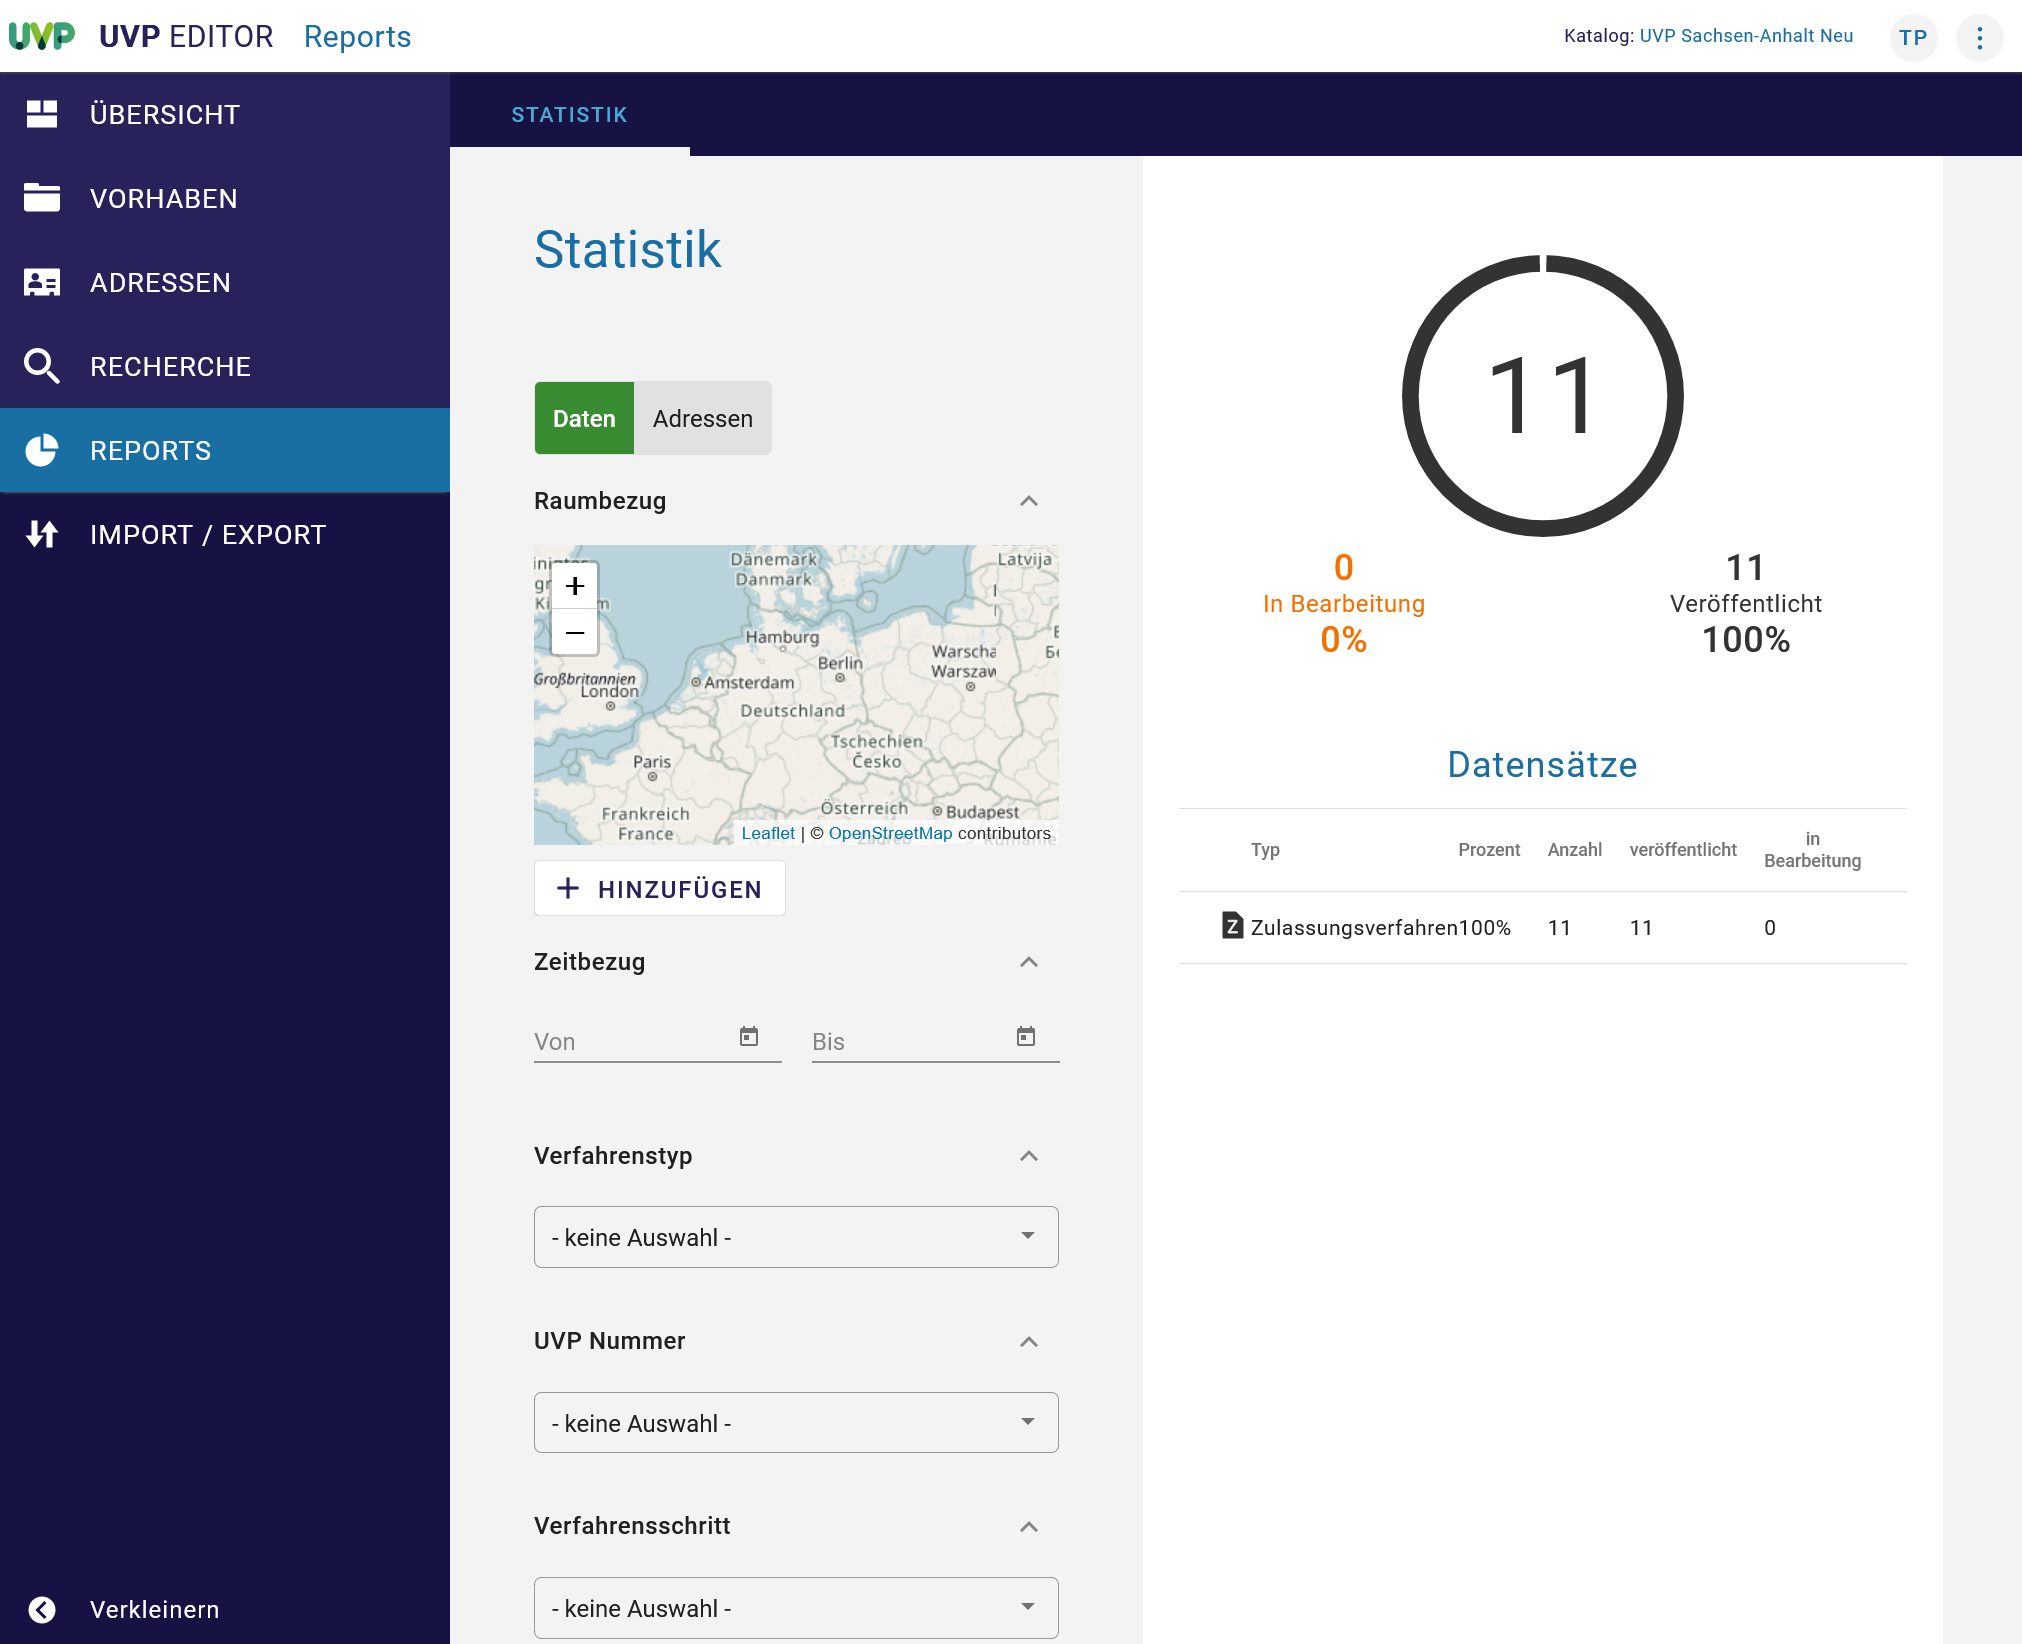 UVP UVP EDITOR Reports
Katalog: UVP Sachsen-Anhalt Neu TP
ÜBERSICHT
VORHABEN
ADRESSEN
RECHERCHE
REPORTS
IMPORT / EXPORT
Verkleinern
STATISTIK
Statistik
Daten Adressen
Raumbezug
+
−
Dänemark
Danmark
Latvija
Hamburg
Berlin
Warscha
Warszaw
Großbritannien
London
Amsterdam
Deutschland
Tschechien
Česko
Paris
Österreich
Budapest
Frankreich
France
Leaflet | © OpenStreetMap contributors
+ HINZUFÜGEN
Zeitbezug
Von Bis
Verfahrenstyp
- keine Auswahl -
UVP Nummer
- keine Auswahl -
Verfahrensschritt
- keine Auswahl -
11
0
In Bearbeitung
0%
11
Veröffentlicht
100%
Datensätze
Typ Prozent Anzahl veröffentlicht in Bearbeitung
Z Zulassungsverfahren 100% 11 11 0